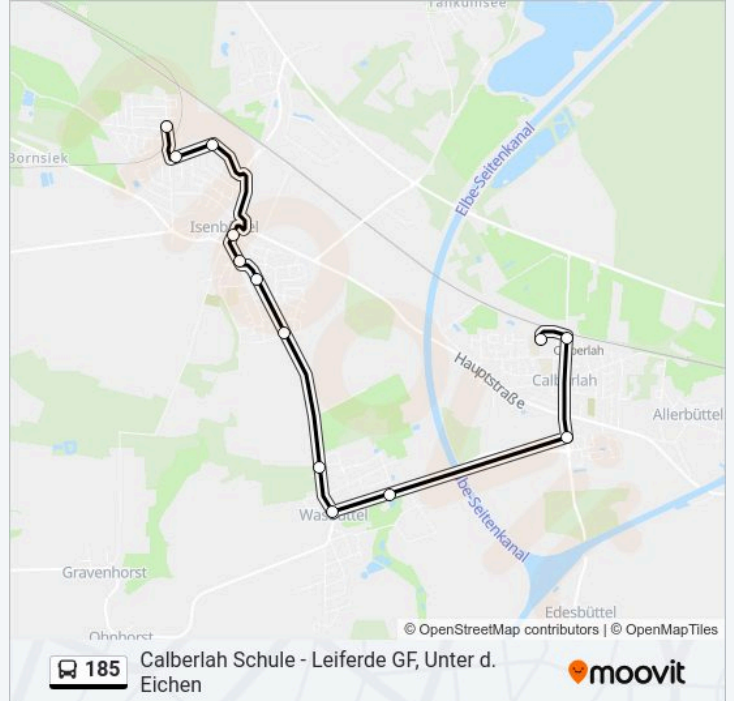 Tankumsee
Bornsiek
Elbe-Seitenkanal
Isenbüttel
Hauptstraße
Calberlah
Calberlah
Allerbüttel
Elbe-Seitenkanal
Wasbüttel
Gravenhorst
Edesbüttel
Ohnhorst
© OpenStreetMap contributors | © OpenMapTiles
185
Calberlah Schule - Leiferde GF, Unter d.
Eichen
moovit